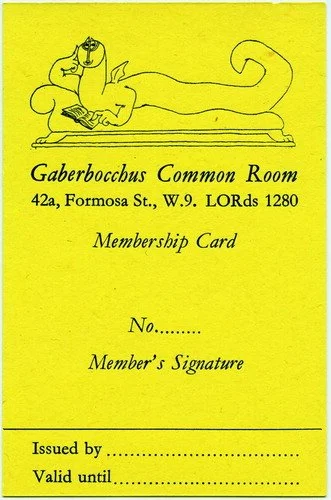 Gaberbocchus Common Room
42a, Formosa St., W.9. LORds 1280
Membership Card
No.........
Member's Signature
Issued by ................................
Valid until...............................